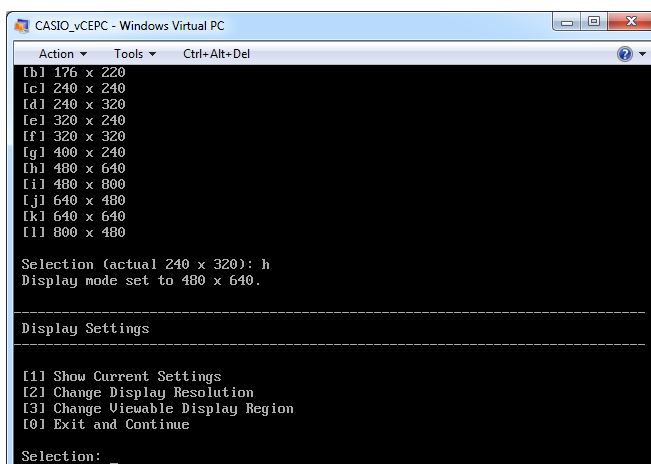 CASIO_vCEPC - Windows Virtual PC
Action Tools Ctrl+Alt+Del
[b] 176 x 220
[c] 240 x 240
[d] 240 x 320
[e] 320 x 240
[f] 320 x 320
[g] 400 x 240
[h] 480 x 640
[i] 480 x 800
[j] 640 x 480
[k] 640 x 640
[l] 800 x 480
Selection (actual 240 x 320): h
Display mode set to 480 x 640.
Display Settings
[1] Show Current Settings
[2] Change Display Resolution
[3] Change Viewable Display Region
[0] Exit and Continue
Selection: _